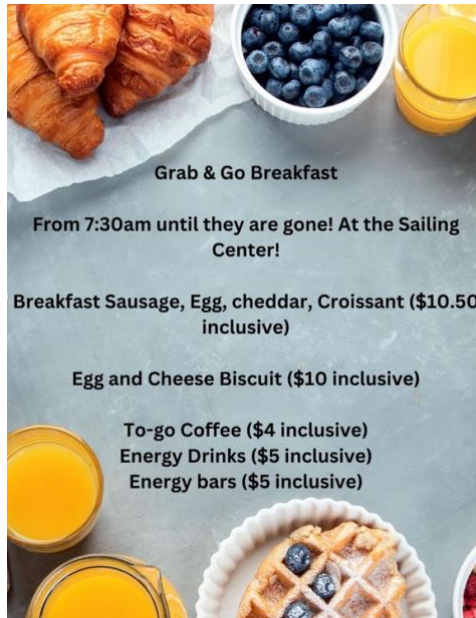 Grab & Go Breakfast
From 7:30am until they are gone! At the Sailing
Center!
Breakfast Sausage, Egg, cheddar, Croissant ($10.50
inclusive)
Egg and Cheese Biscuit ($10 inclusive)
To-go Coffee ($4 inclusive)
Energy Drinks ($5 inclusive)
Energy bars ($5 inclusive)